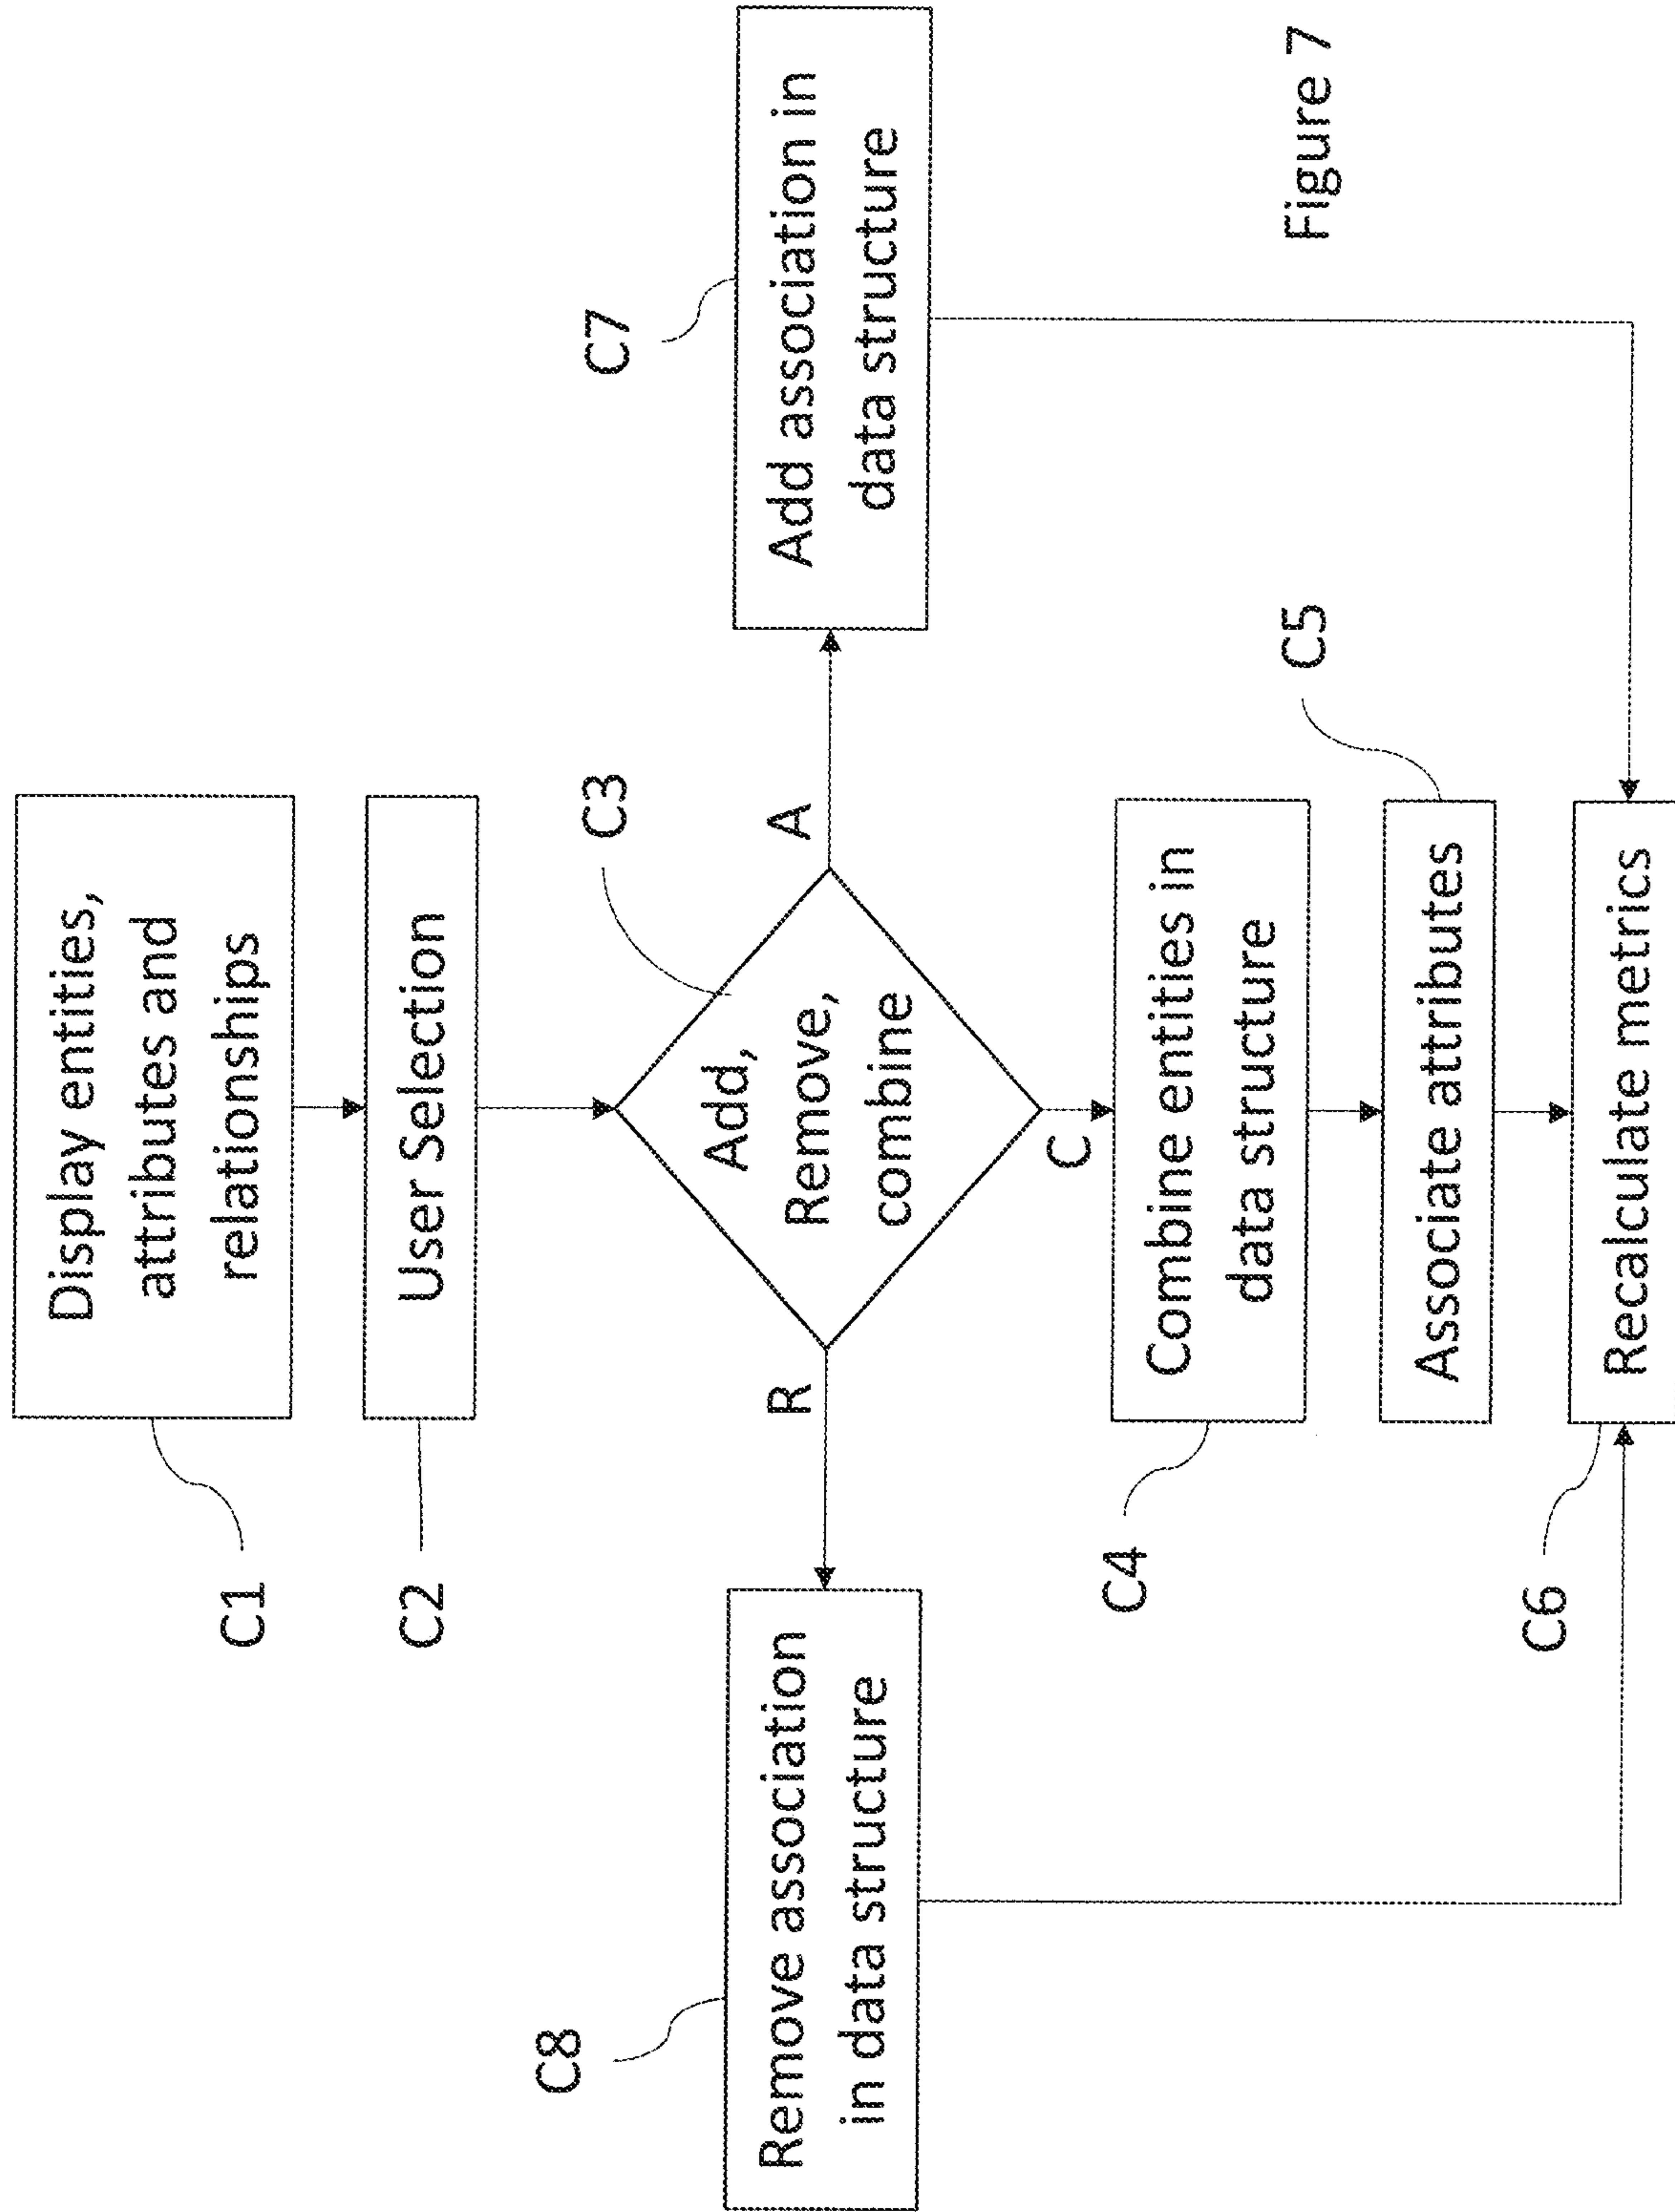 Display entities,
attributes and
relationships
C1
User Selection
C2
Add,
Remove,
combine
C3
R
A
C
C8
Remove association
in data structure
C7
Add association in
data structure
C4
Combine entities in
data structure
C5
Associate attributes
C6
Recalculate metrics
Figure 7